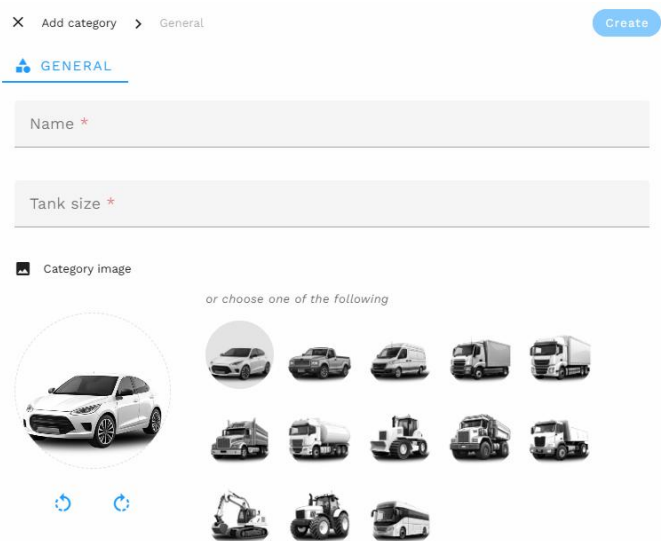 Add category > General
Create
GENERAL
Name *
Tank size *
Category image
or choose one of the following